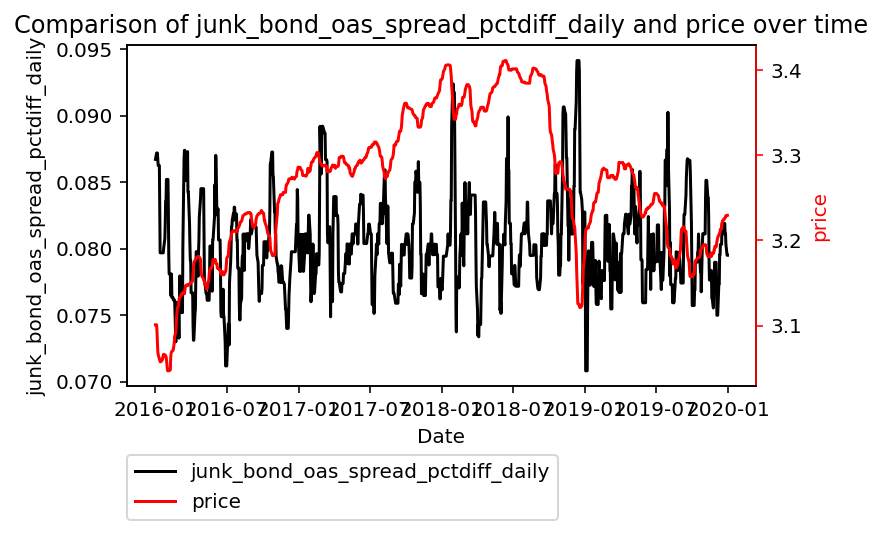 Comparison of junk_bond_oas_spread_pctdiff_daily and price over time
junk_bond_oas_spread_pctdiff_daily
0.095
0.090
0.085
0.080
0.075
0.070
3.4
3.3
3.2
3.1
price
2016-01 2016-07 2017-01 2017-07 2018-01 2018-07 2019-01 2019-07 2020-01
Date
junk_bond_oas_spread_pctdiff_daily
price